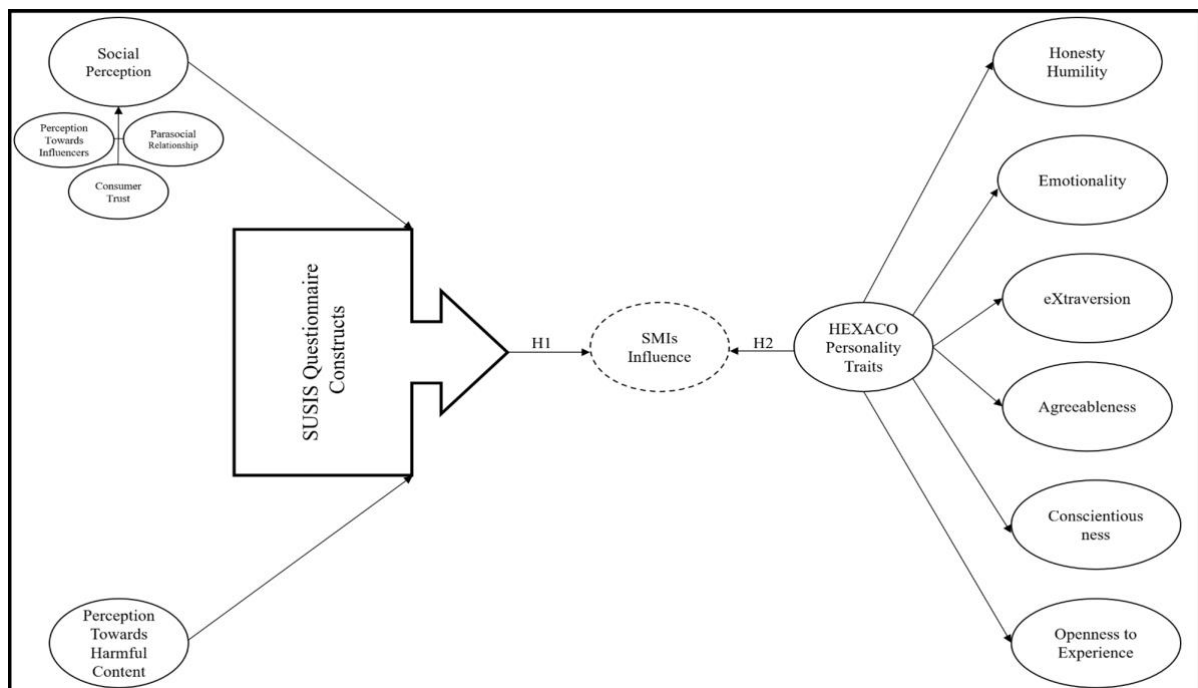 Social
Perception
Perception
Towards
Influencers
Parasocial
Relationship
Consumer
Trust
SUSIS Questionnaire
Constructs
Perception
Towards
Harmful
Content
H1
SMIs
Influence
H2
HEXACO
Personality
Traits
Honesty
Humility
Emotionality
eXtraversion
Agreeableness
Conscientious
ness
Openness to
Experience